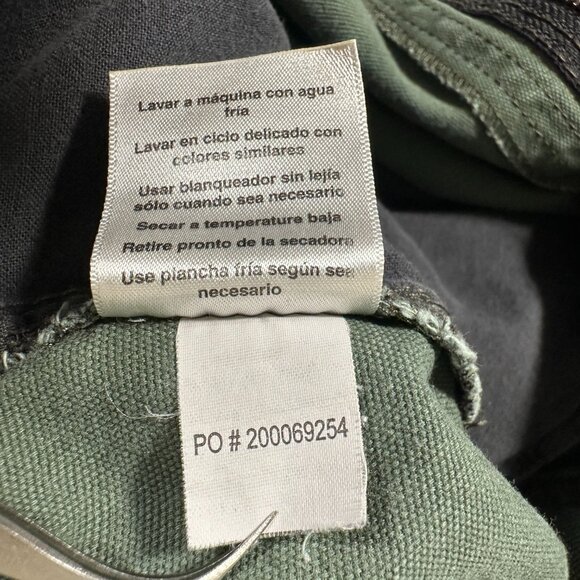 Lavar a máquina con agua
fría
Lavar en ciclo delicado con
colores similares
Usar blanqueador sin lejía
sólo cuando sea necesario
Secar a temperature baja
Retire pronto de la secadora
Use plancha fría según sea
necesario
PO # 200069254